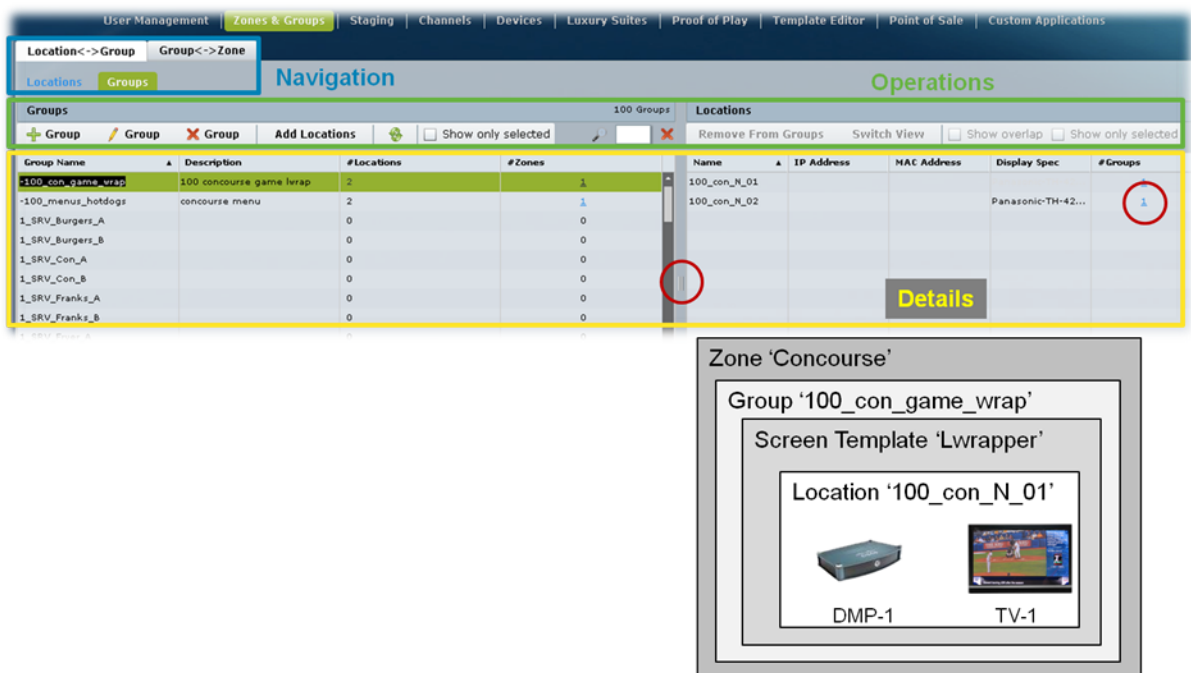 User Management | Zones & Groups | Staging | Channels | Devices | Luxury Suites | Proof of Play | Template Editor | Point of Sale | Custom Applications
Location<->Group Group<->Zone
Locations Groups Navigation Operations
Groups 100 Groups Locations
Group Group Group Add Locations Show only selected Remove From Groups Switch View Show overlap Show only selected
Group Name Description #Locations #Zones Name IP Address MAC Address Display Spec #Groups
-100_con_game_wrap 100 concourse game lwrap 2 1 100_con_N_01
-100_menus_hotdogs concourse menu 2 1 100_con_N_02 Panasonic-TH-42... 1
1_SRV_Burgers_A 0 0
1_SRV_Burgers_B 0 0
1_SRV_Con_A 0 0
1_SRV_Con_B 0 0
1_SRV_Franks_A 0 0
1_SRV_Franks_B 0 0
Details
Zone ‘Concourse’
Group ‘100_con_game_wrap’
Screen Template ‘Lwrapper’
Location ‘100_con_N_01’
DMP-1 TV-1